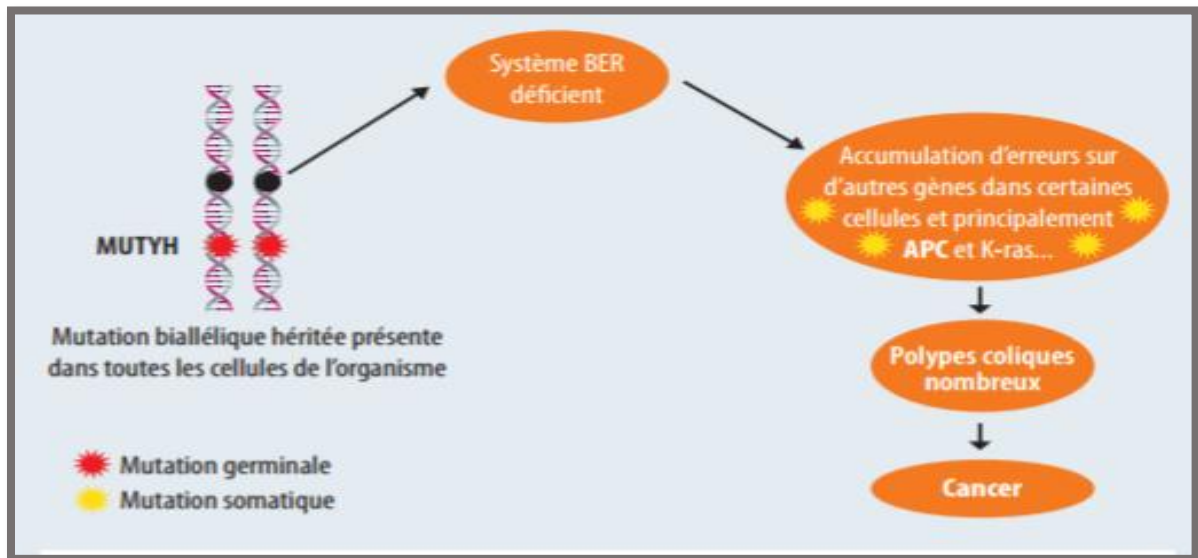 Système BER
déficient
Accumulation d'erreurs sur
d'autres gènes dans certaines
cellules et principalement
APC et K-ras...
MUTYH
Mutation biallélique héritée présente
dans toutes les cellules de l'organisme
Polypes coliques
nombreux
Mutation germinale
Mutation somatique
Cancer